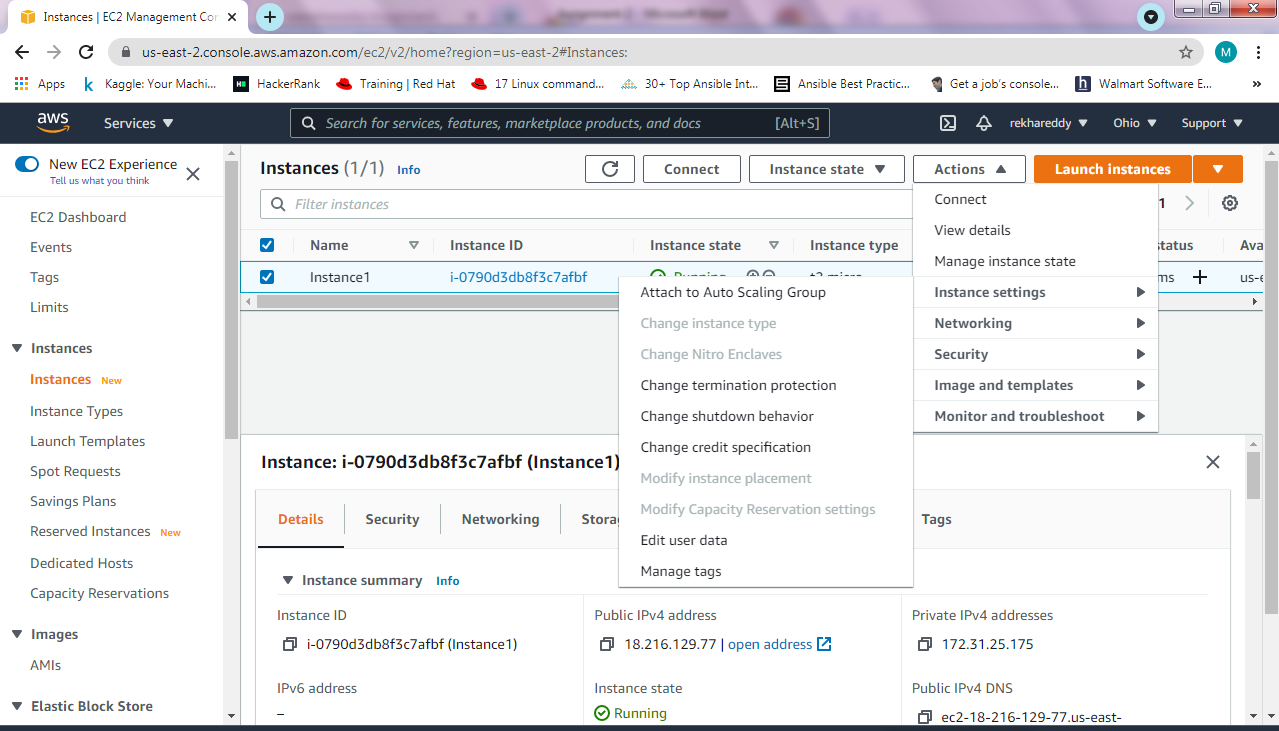 Instances | EC2 Management Con
us-east-2.console.aws.amazon.com/ec2/v2/home?region=us-east-2#Instances:
M
Apps
Kaggle: Your Machi...
HackerRank
Training | Red Hat
17 Linux command...
30+ Top Ansible Int...
Ansible Best Practic...
Get a job's console...
Walmart Software E...
aws
Services
Search for services, features, marketplace products, and docs
[Alt+S]
rekhareddy
Ohio
Support
New EC2 Experience
Tell us what you think
EC2 Dashboard
Events
Tags
Limits
Instances
Instances New
Instance Types
Launch Templates
Spot Requests
Savings Plans
Reserved Instances New
Dedicated Hosts
Capacity Reservations
Images
AMIs
Elastic Block Store
Instances (1/1) Info
Connect
Instance state
Actions
Launch instances
Filter instances
1
Name
Instance ID
Instance state
Instance type
status
Ava
Instance1
i-0790d3db8f3c7afbf
Running
t2.micro
ms
us-e
Connect
View details
Manage instance state
Instance settings
Networking
Security
Image and templates
Monitor and troubleshoot
Attach to Auto Scaling Group
Change instance type
Change Nitro Enclaves
Change termination protection
Change shutdown behavior
Change credit specification
Modify instance placement
Modify Capacity Reservation settings
Edit user data
Manage tags
Instance: i-0790d3db8f3c7afbf (Instance1)
Details
Security
Networking
Storag
Tags
Instance summary Info
Instance ID
i-0790d3db8f3c7afbf (Instance1)
Public IPv4 address
18.216.129.77 | open address
Private IPv4 addresses
172.31.25.175
IPv6 address
–
Instance state
Running
Public IPv4 DNS
ec2-18-216-129-77.us-east-